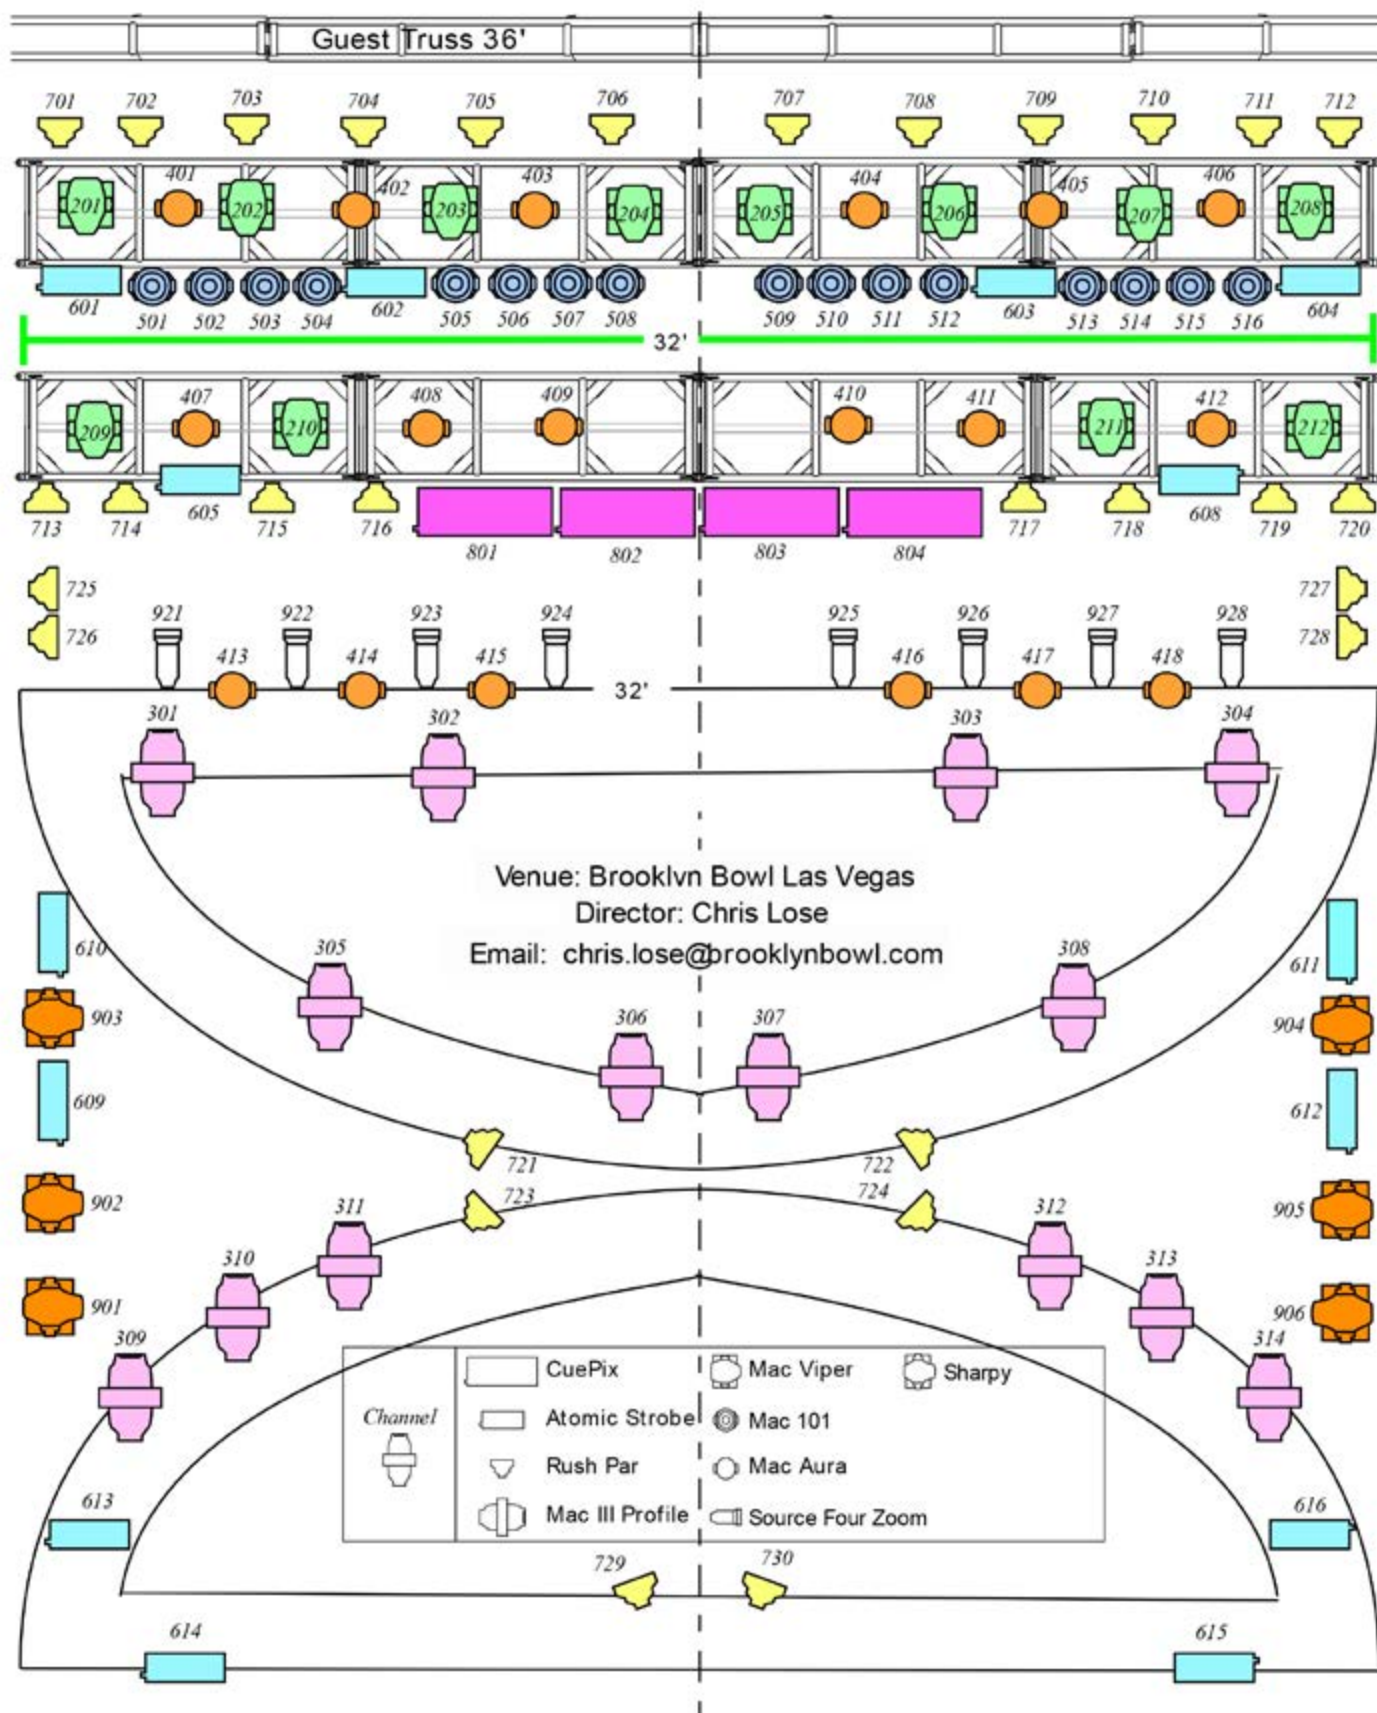 Guest Truss 36'
701 702 703 704 705 706 707 708 709 710 711 712
401 402 403 404 405 406
201 202 203 204 205 206 207 208
601 602 603 604
501 502 503 504 505 506 507 508 509 510 511 512 513 514 515 516
32'
407 408 409 410 411 412
209 210 211 212
713 714 605 715 716 717 718 608 719 720
801 802 803 804
725 727
726 728
921 922 923 924 925 926 927 928
413 414 415 416 417 418
32'
301 302 303 304
Venue: Brooklvn Bowl Las Vegas
Director: Chris Lose
Email: chris.lose@brooklynbowl.com
610 305 308 611
903 306 307 904
609 612
721 722
902 723 724 905
311 312
310 313
901 906
309 314
CuePix Mac Viper Sharpy
Channel Atomic Strobe Mac 101
Rush Par Mac Aura
Mac III Profile Source Four Zoom
613 616
729 730
614 615